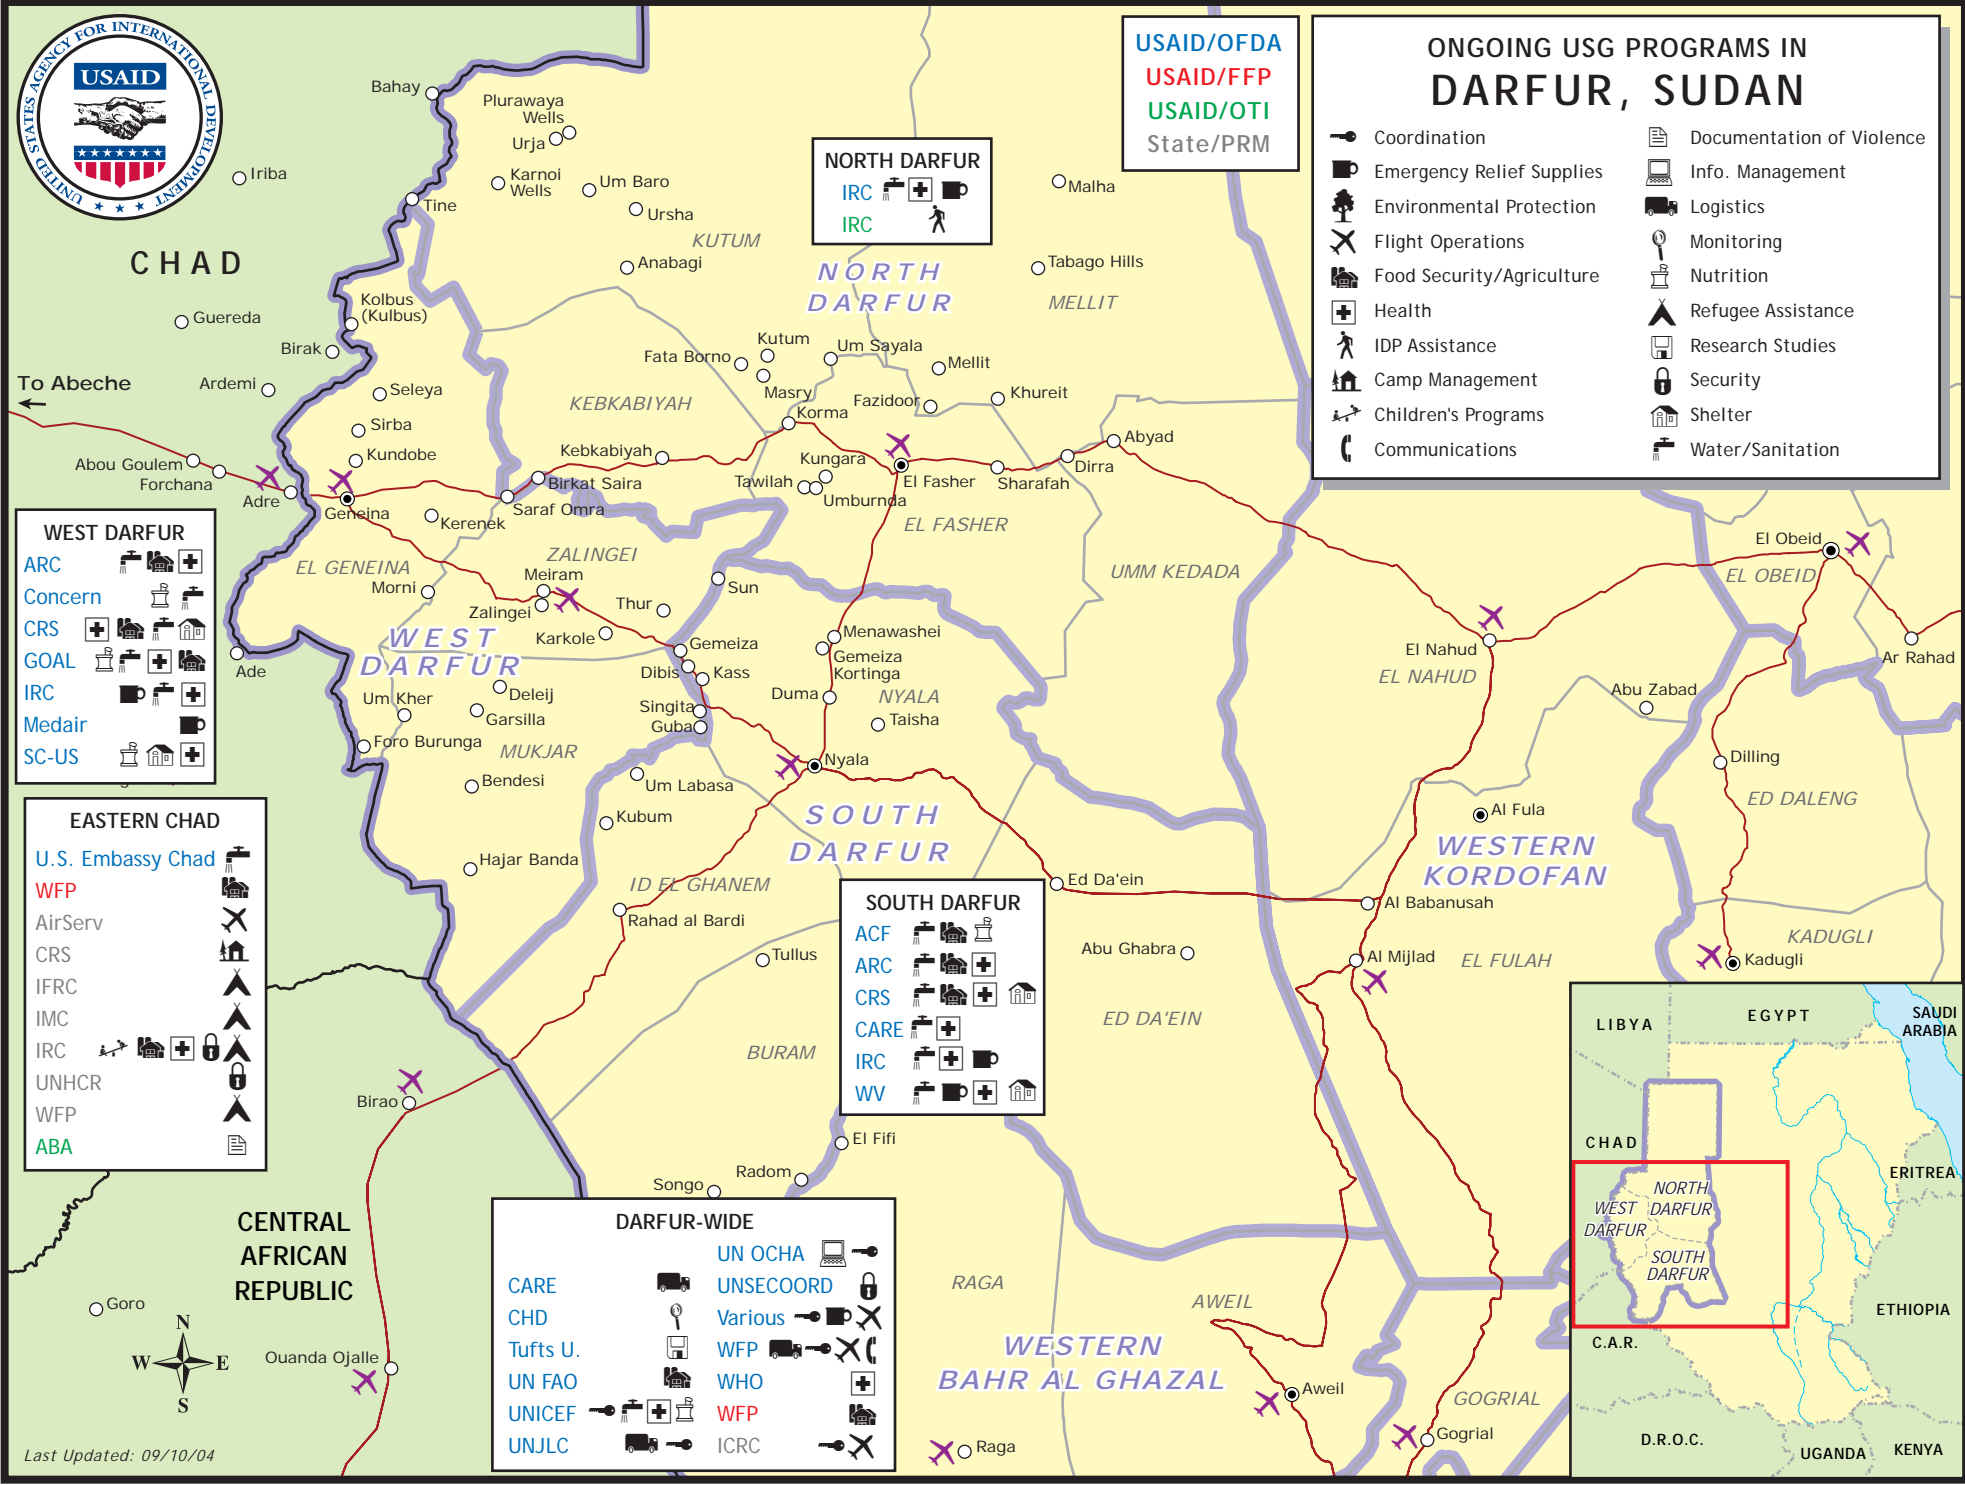 UNITED STATES AGENCY FOR INTERNATIONAL DEVELOPMENT
USAID
USAID/OFDA
USAID/FFP
USAID/OTI
State/PRM
ONGOING USG PROGRAMS IN
DARFUR, SUDAN
Coordination
Emergency Relief Supplies
Environmental Protection
Flight Operations
Food Security/Agriculture
Health
IDP Assistance
Camp Management
Children's Programs
Communications
Documentation of Violence
Info. Management
Logistics
Monitoring
Nutrition
Refugee Assistance
Research Studies
Security
Shelter
Water/Sanitation
NORTH DARFUR
IRC
IRC
Bahay
Plurawaya
Wells
Urja
Karnoi
Wells
Um Baro
Ursha
Iriba
Tine
KUTUM
Anabagi
Malha
Tabago Hills
MELLIT
CHAD
NORTH
DARFUR
Kolbus
(Kulbus)
Guereda
Birak
Ardemi
To Abeche
Seleya
Sirba
Kundobe
KEBKABIYAH
Kutum
Fata Borno
Masry
Um Sayala
Mellit
Fazidoor
Khureit
Korma
Abyad
Dirra
Sharafah
Kebkabiyah
Kungara
Tawilah
Umburnda
El Fasher
EL FASHER
Birkat Saira
Saraf Omra
Abou Goulem
Forchana
Adre
Geneina
Kerenek
EL GENEINA
ZALINGEI
Morni
Meiram
Zalingei
Thur
Karkole
Sun
UMM KEDADA
El Obeid
EL OBEID
Ar Rahad
El Nahud
EL NAHUD
Abu Zabad
Dilling
ED DALENG
WEST
DARFUR
Gemeiza
Dibis
Kass
Singita
Guba
Menawashei
Gemeiza
Kortinga
Duma
NYALA
Taisha
Nyala
Ade
Um Kher
Deleij
Garsilla
Foro Burunga
MUKJAR
Bendesi
Um Labasa
Kubum
Hajar Banda
SOUTH
DARFUR
ID EL GHANEM
Rahad al Bardi
Tullus
BURAM
Ed Da'ein
Abu Ghabra
ED DA'EIN
Al Fula
WESTERN
KORDOFAN
Al Babanusah
Al Mijlad
EL FULAH
KADUGLI
Kadugli
WEST DARFUR
ARC
Concern
CRS
GOAL
IRC
Medair
SC-US
EASTERN CHAD
U.S. Embassy Chad
WFP
AirServ
CRS
IFRC
IMC
IRC
UNHCR
WFP
ABA
SOUTH DARFUR
ACF
ARC
CRS
CARE
IRC
WV
Birao
El Fifi
Radom
Songo
CENTRAL
AFRICAN
REPUBLIC
Goro
Ouanda Ojalle
N
W E
S
Last Updated: 09/10/04
DARFUR-WIDE
UN OCHA
CARE
UNSECOORD
CHD
Various
Tufts U.
WFP
UN FAO
WHO
UNICEF
WFP
UNJLC
ICRC
RAGA
AWEIL
WESTERN
BAHR AL GHAZAL
Aweil
GOGRIAL
Gogrial
Raga
LIBYA
EGYPT
SAUDI
ARABIA
CHAD
ERITREA
NORTH
DARFUR
WEST
DARFUR
SOUTH
DARFUR
ETHIOPIA
C.A.R.
D.R.O.C.
UGANDA
KENYA